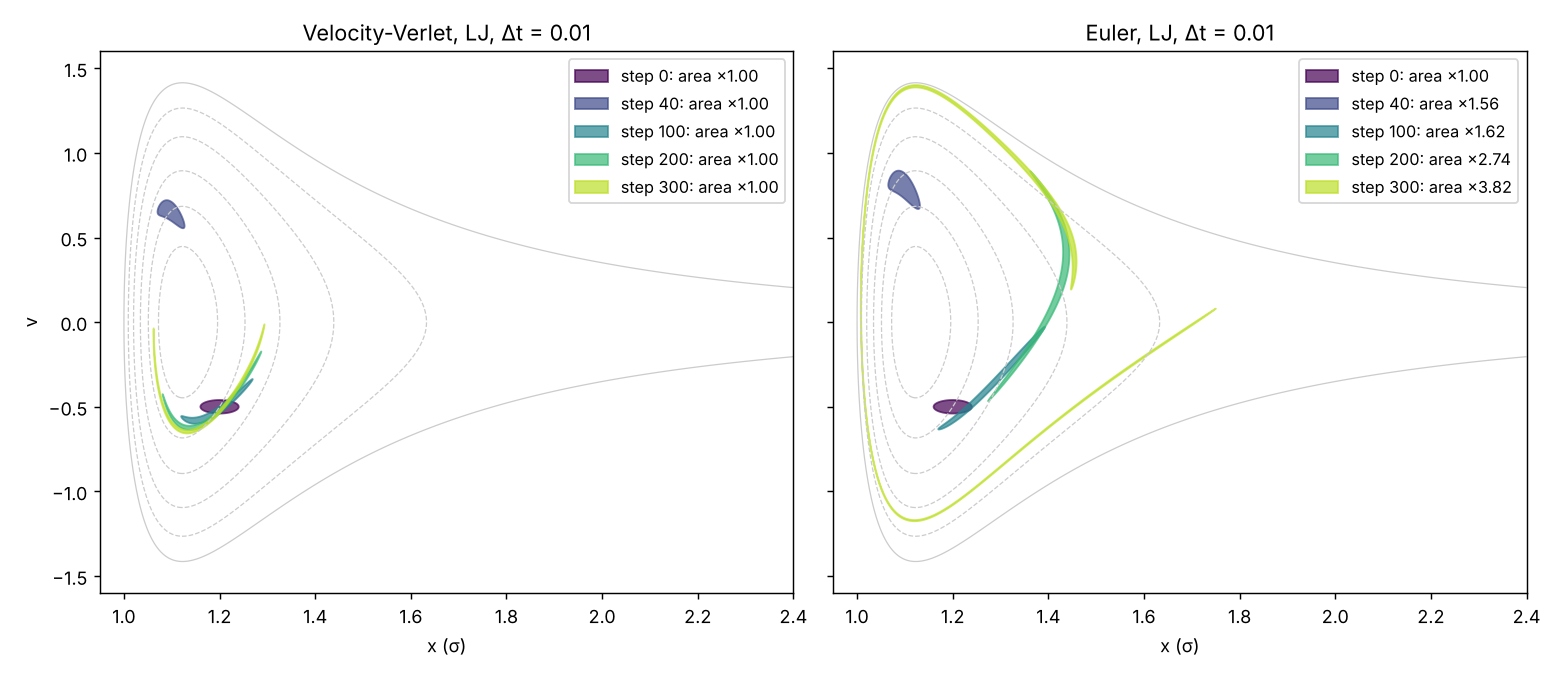 Velocity-Verlet, LJ, Δt = 0.01
step 0: area ×1.00
step 40: area ×1.00
step 100: area ×1.00
step 200: area ×1.00
step 300: area ×1.00
1.5
1.0
0.5
0.0
−0.5
−1.0
−1.5
v
1.0 1.2 1.4 1.6 1.8 2.0 2.2 2.4
x (σ)
Euler, LJ, Δt = 0.01
step 0: area ×1.00
step 40: area ×1.56
step 100: area ×1.62
step 200: area ×2.74
step 300: area ×3.82
1.0 1.2 1.4 1.6 1.8 2.0 2.2 2.4
x (σ)